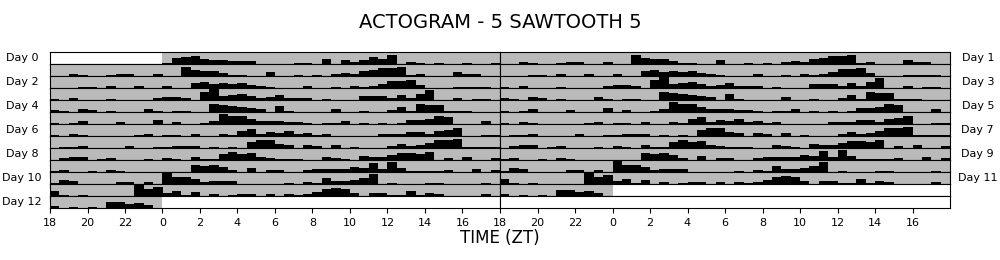 ACTOGRAM - 5 SAWTOOTH 5
Day 0
Day 1
Day 2
Day 3
Day 4
Day 5
Day 6
Day 7
Day 8
Day 9
Day 10
Day 11
Day 12
18 20 22 0 2 4 6 8 10 12 14 16 18 20 22 0 2 4 6 8 10 12 14 16
TIME (ZT)